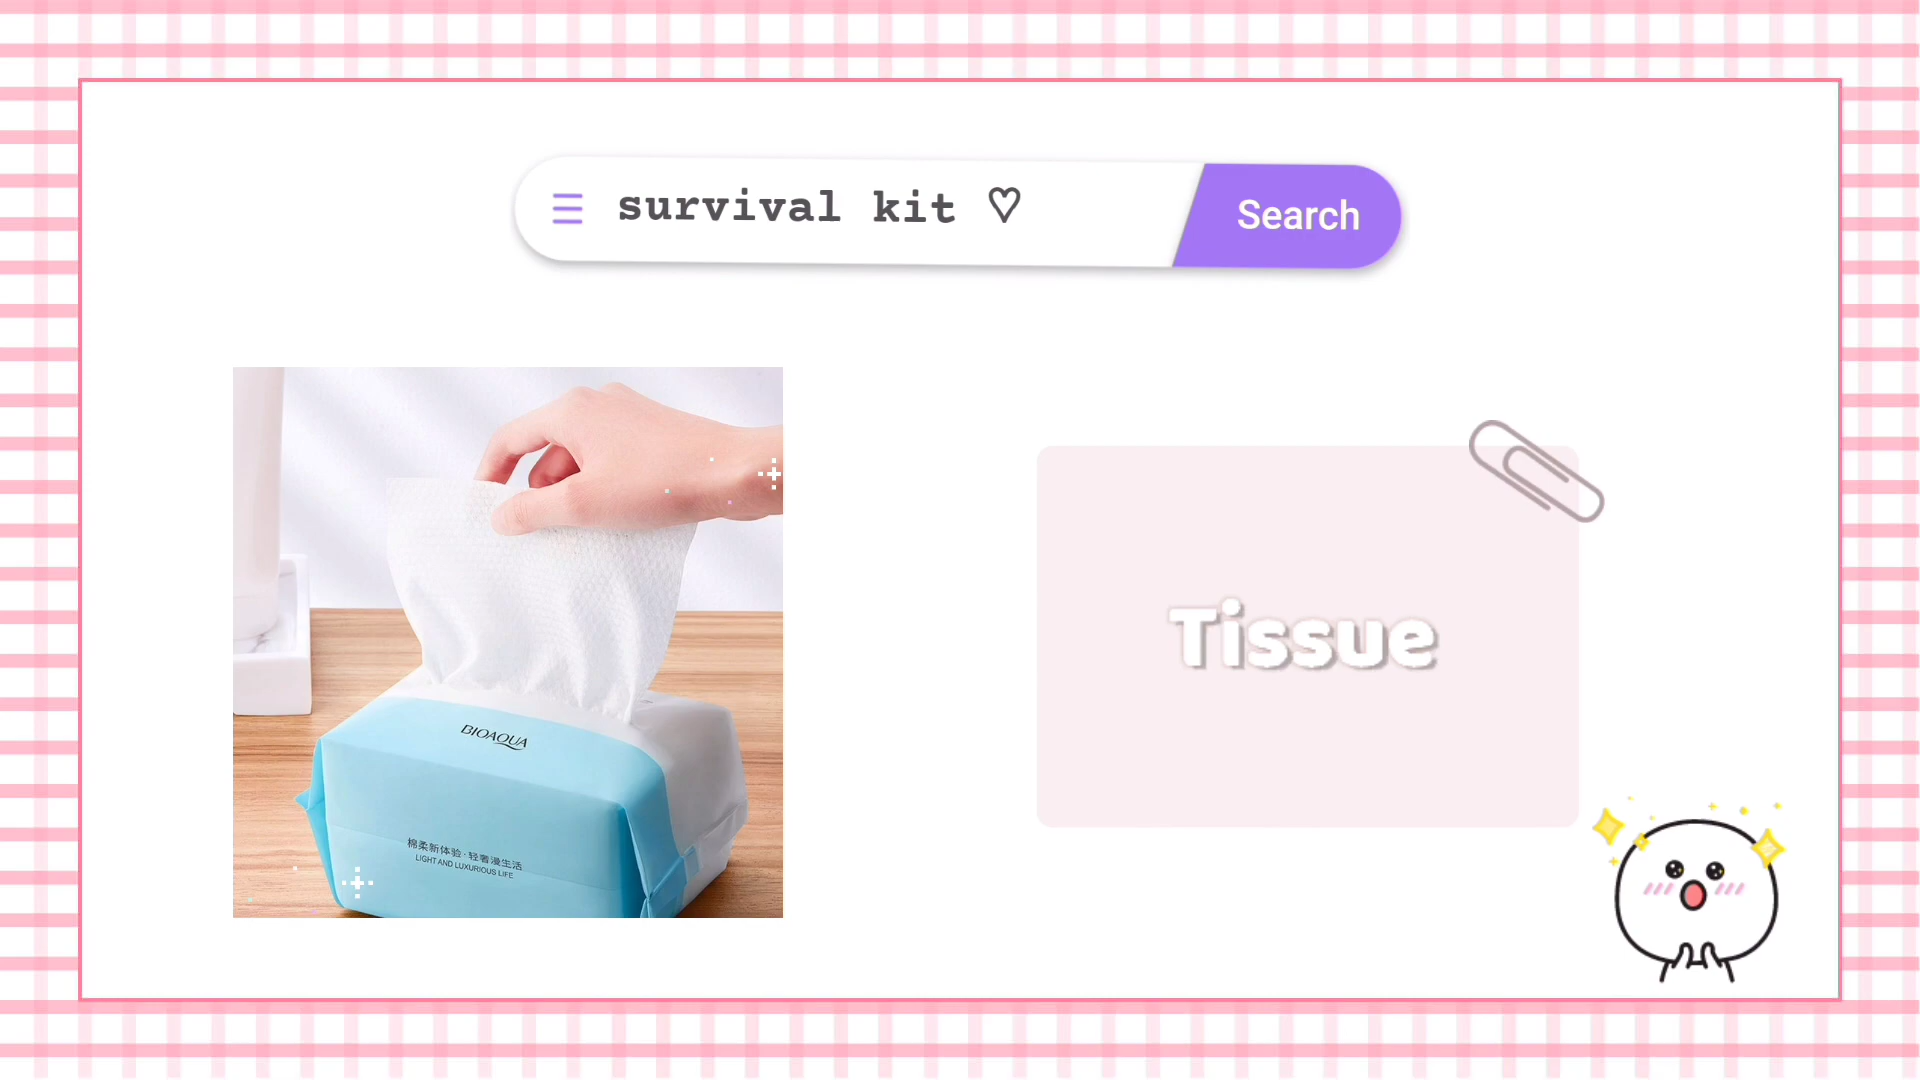 survival kit ♡
Search
BIOAQUA
棉柔新体验·轻奢漫生活
LIGHT AND LUXURIOUS LIFE
Tissue